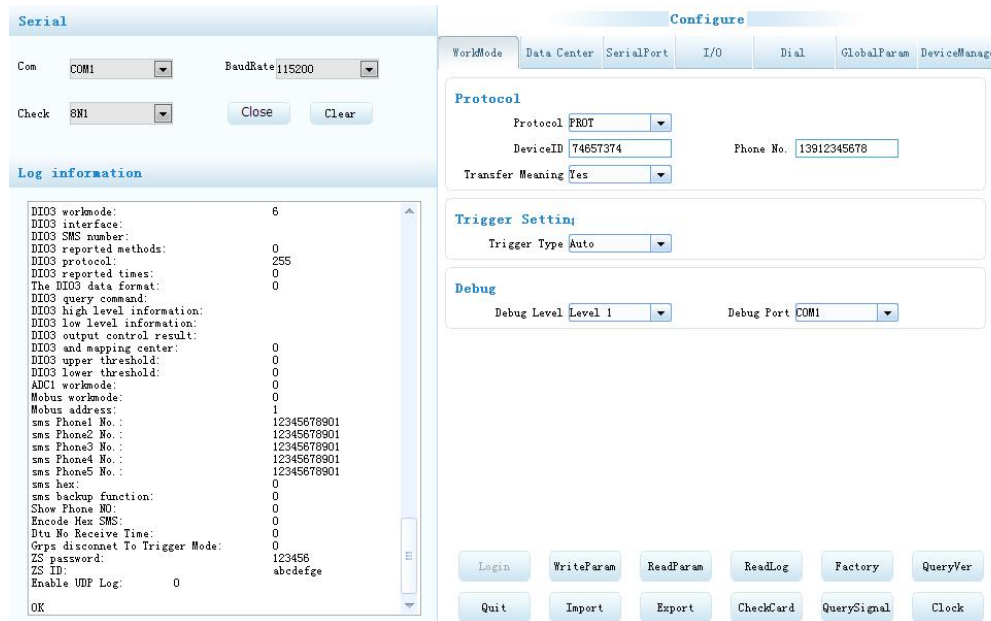 Serial
Com COM1 BaudRate 115200
Check 8N1 Close Clear
Log information
DIO3 workmode: 6
DIO3 interface:
DIO3 SMS number:
DIO3 reported methods: 0
DIO3 protocol: 255
DIO3 reported times: 0
The DIO3 data format: 0
DIO3 query command:
DIO3 high level information:
DIO3 low level information:
DIO3 output control result:
DIO3 and mapping center: 0
DIO3 upper threshold: 0
DIO3 lower threshold: 0
ADC1 workmode: 0
Mobus workmode: 0
Mobus address: 1
sms Phone1 No.: 12345678901
sms Phone2 No.: 12345678901
sms Phone3 No.: 12345678901
sms Phone4 No.: 12345678901
sms Phone5 No.: 12345678901
sms hex: 0
sms backup function: 0
Show Phone NO: 0
Encode Hex SMS: 0
Dtu No Receive Time: 0
Grps disconnet To Trigger Mode: 0
ZS password: 123456
ZS ID: abcdefge
Enable UDP Log: 0
OK
Configure
WorkMode Data Center SerialPort I/O Dial GlobalParam DeviceManag
Protocol
Protocol PROT
DeviceID 74657374 Phone No. 13912345678
Transfer Meaning Yes
Trigger Settin
Trigger Type Auto
Debug
Debug Level Level 1 Debug Port COM1
Login WriteParam ReadParam ReadLog Factory QueryVer
Quit Import Export CheckCard QuerySignal Clock